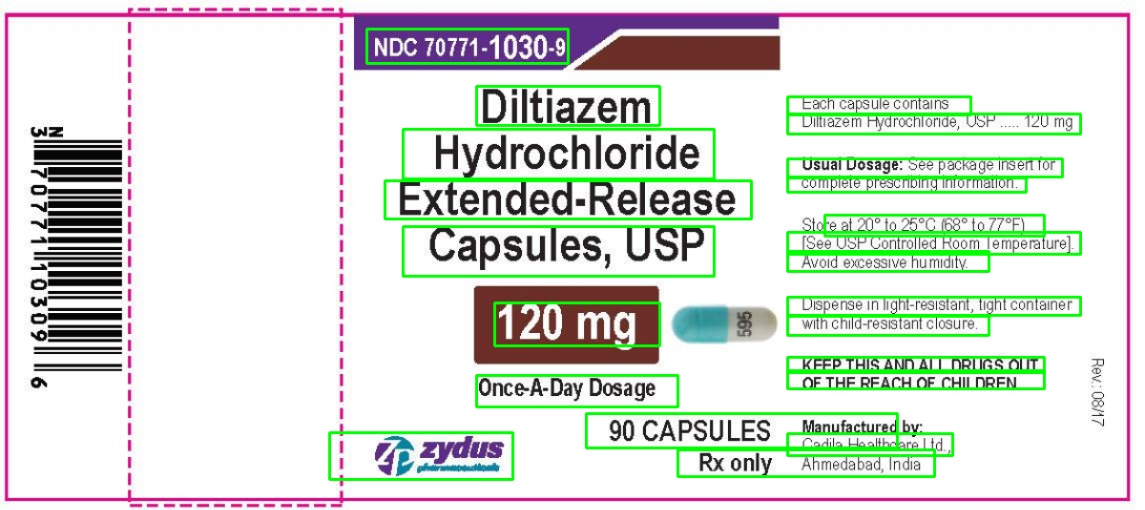 NDC 70771-1030-9
Diltiazem
Hydrochloride
Extended-Release
Capsules, USP
120 mg
595
Once-A-Day Dosage
90 CAPSULES
Rx only
zydus
pharmaceuticals
Each capsule contains
Diltiazem Hydrochloride, USP ..... 120 mg
Usual Dosage: See package insert for
complete prescribing information.
Store at 20° to 25°C (68° to 77°F)
[See USP Controlled Room Temperature].
Avoid excessive humidity.
Dispense in light-resistant, tight container
with child-resistant closure.
KEEP THIS AND ALL DRUGS OUT
OF THE REACH OF CHILDREN
Manufactured by:
Cadila Healthcare Ltd.,
Ahmedabad, India
Rev.: 08/17
N
3 70771 10309 6